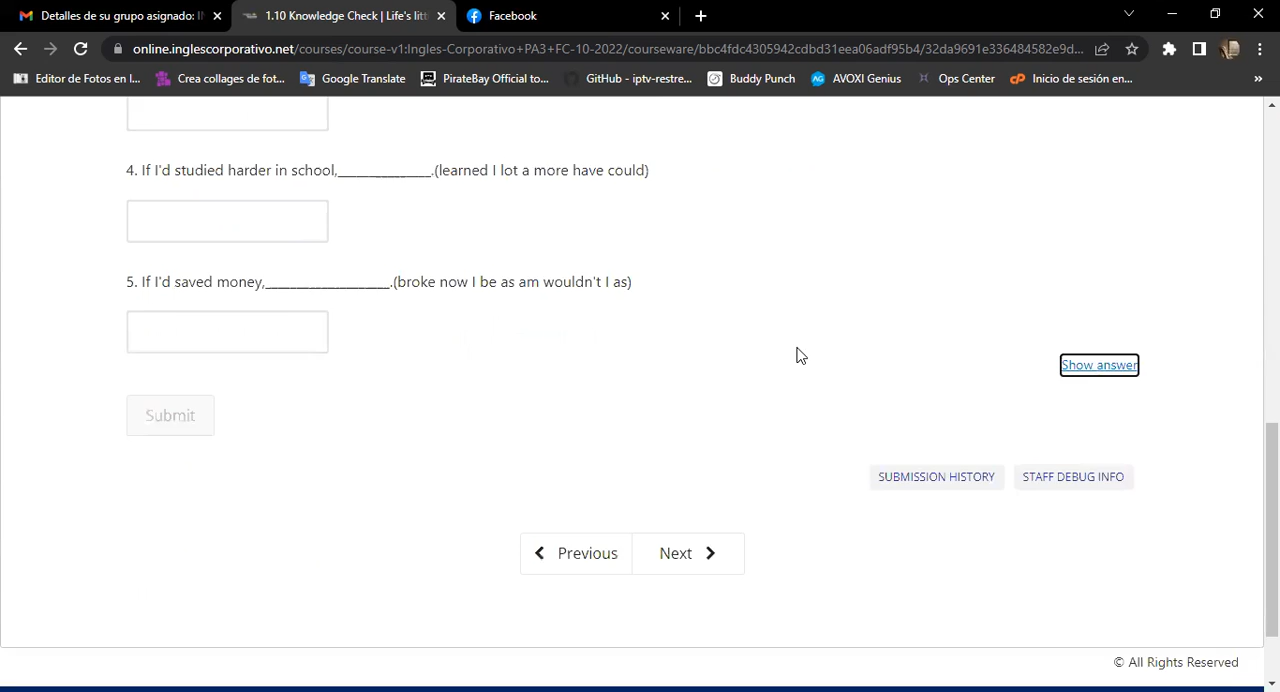 Detalles de su grupo asignado: I
1.10 Knowledge Check | Life's litt
Facebook
online.inglescorporativo.net/courses/course-v1:Ingles-Corporativo+PA3+FC-10-2022/courseware/bbc4fdc4305942cdbd31eea06adf95b4/32da9691e336484582e9d...
Editor de Fotos en l...
Crea collages de fot...
Google Translate
PirateBay Official to...
GitHub - iptv-restre...
Buddy Punch
AVOXI Genius
Ops Center
Inicio de sesión en...
4. If I'd studied harder in school,______________.(learned I lot a more have could)
5. If I'd saved money,___________________.(broke now I be as am wouldn't I as)
Show answer
Submit
SUBMISSION HISTORY
STAFF DEBUG INFO
Previous
Next
© All Rights Reserved